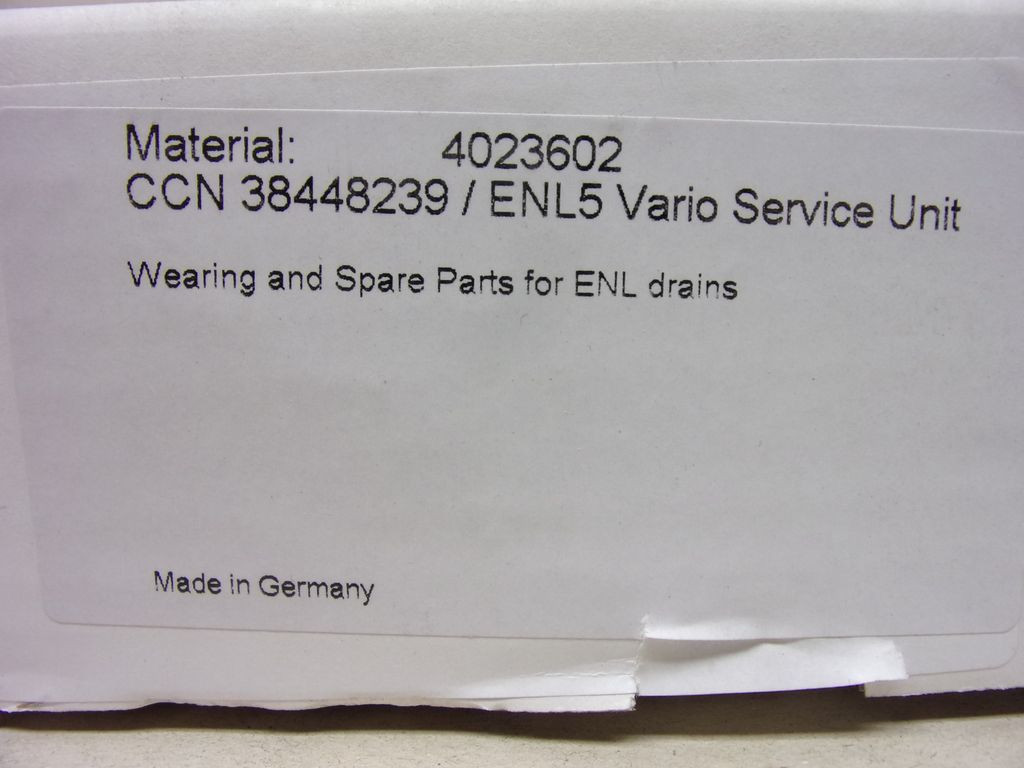 Material: 4023602
CCN 38448239 / ENL5 Vario Service Unit
Wearing and Spare Parts for ENL drains
Made in Germany